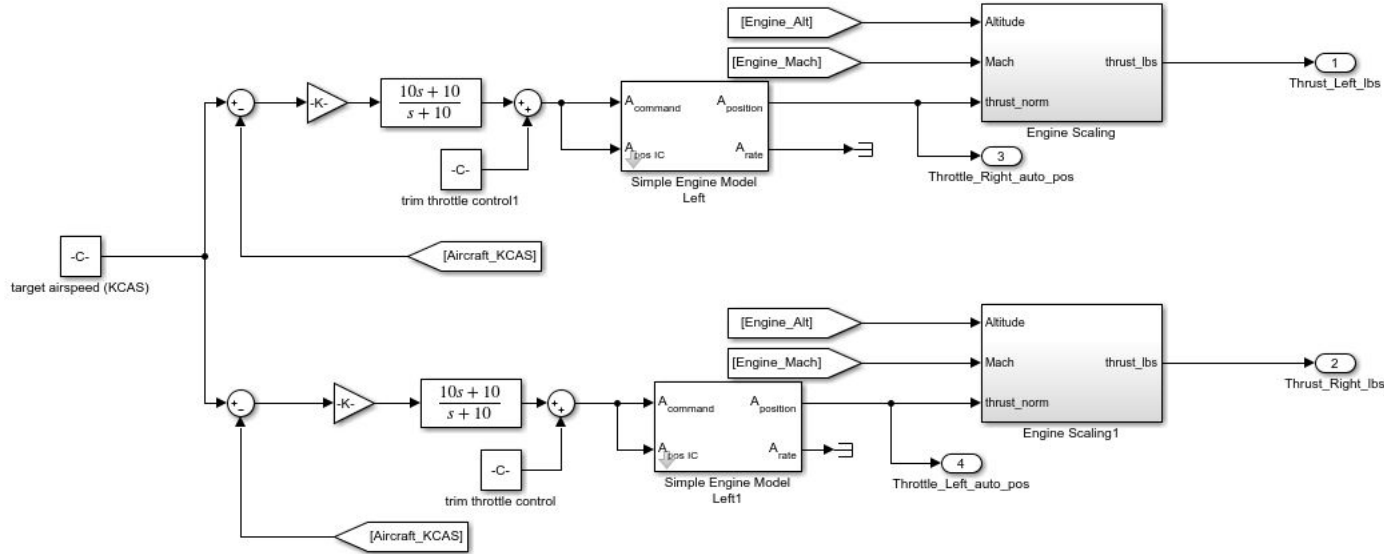 [Engine_Alt]
Altitude
[Engine_Mach]
Mach
thrust_lbs
1
Thrust_Left_lbs
+
−
-K-
10s + 10
s + 10
+
+
A command
A position
thrust_norm
Engine Scaling
A pos IC
A rate
3
Throttle_Right_auto_pos
-C-
trim throttle control1
Simple Engine Model
Left
-C-
target airspeed (KCAS)
[Aircraft_KCAS]
[Engine_Alt]
Altitude
[Engine_Mach]
Mach
thrust_lbs
2
Thrust_Right_lbs
+
−
-K-
10s + 10
s + 10
+
+
A command
A position
thrust_norm
Engine Scaling1
A pos IC
A rate
4
Throttle_Left_auto_pos
-C-
trim throttle control
Simple Engine Model
Left1
[Aircraft_KCAS]